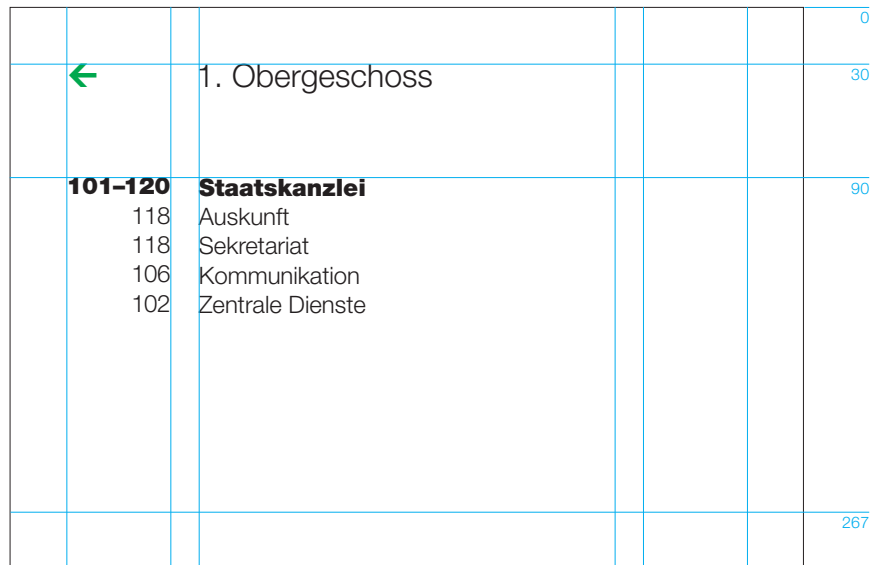 0
← 1. Obergeschoss 30
101–120 Staatskanzlei 90
118 Auskunft
118 Sekretariat
106 Kommunikation
102 Zentrale Dienste
267